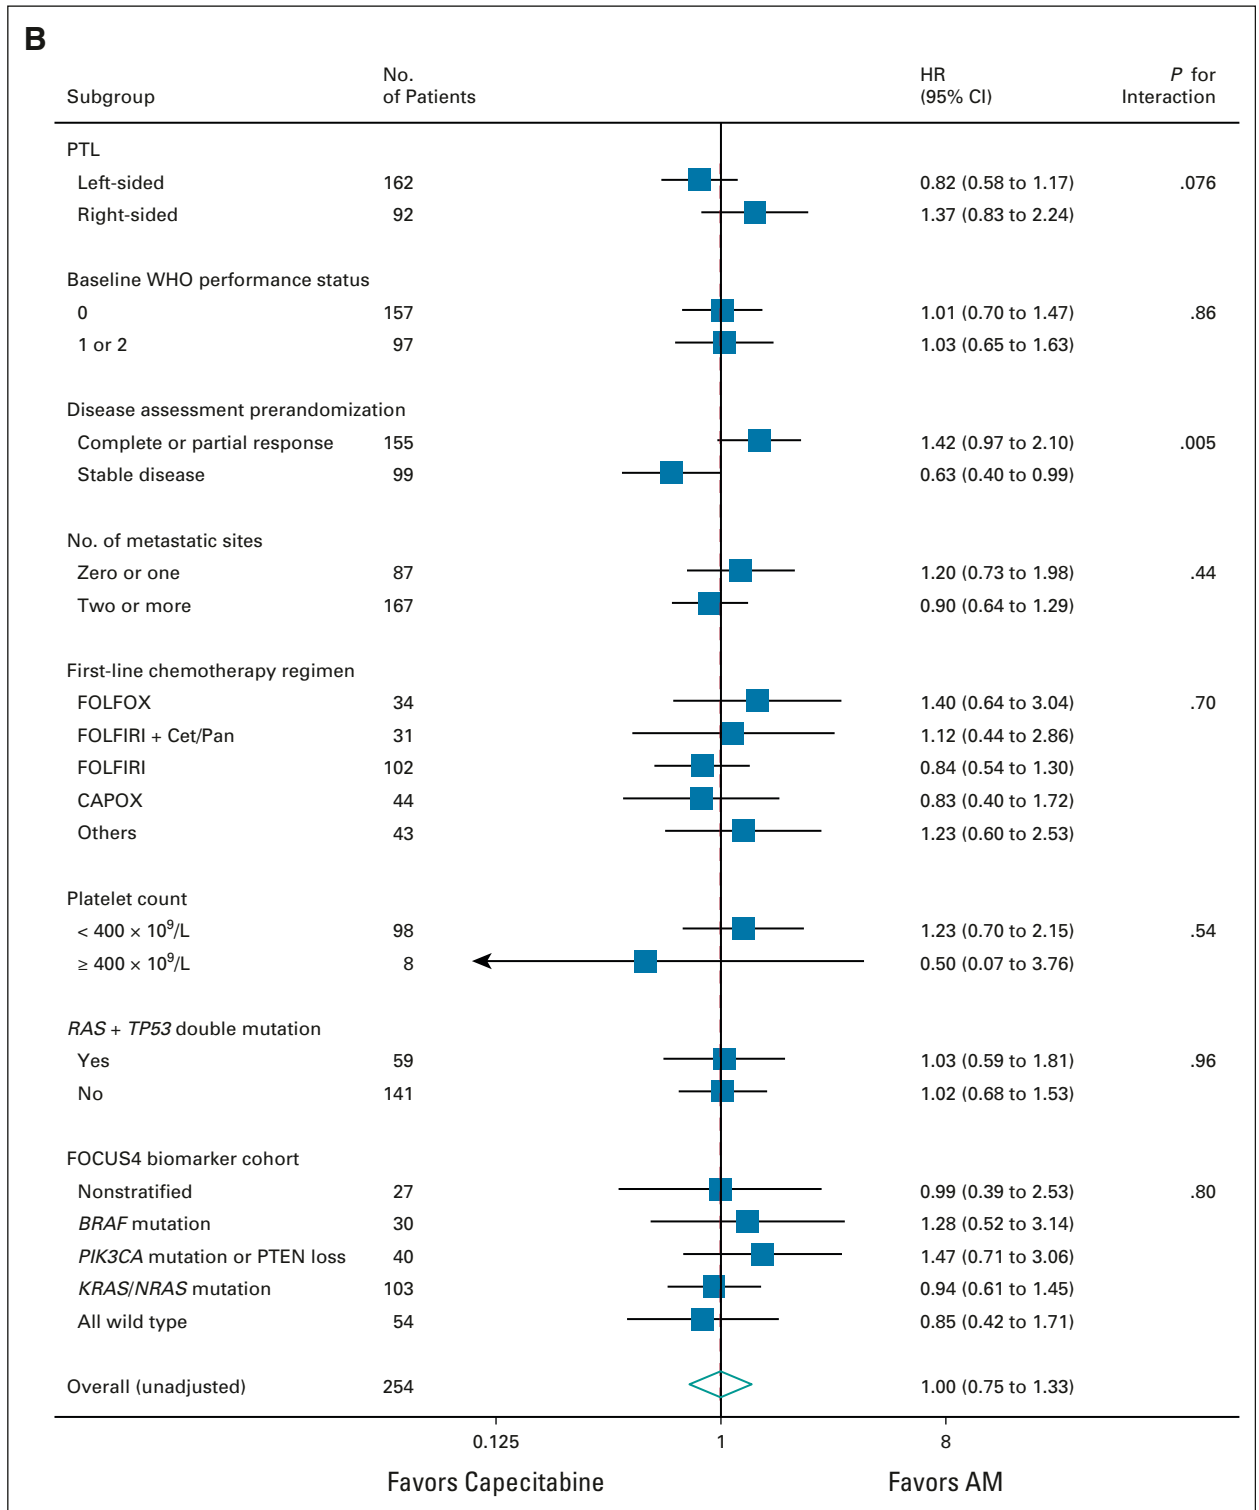 B
Subgroup No. of Patients HR (95% CI) P for Interaction
PTL
Left-sided 162 0.82 (0.58 to 1.17) .076
Right-sided 92 1.37 (0.83 to 2.24)
Baseline WHO performance status
0 157 1.01 (0.70 to 1.47) .86
1 or 2 97 1.03 (0.65 to 1.63)
Disease assessment prerandomization
Complete or partial response 155 1.42 (0.97 to 2.10) .005
Stable disease 99 0.63 (0.40 to 0.99)
No. of metastatic sites
Zero or one 87 1.20 (0.73 to 1.98) .44
Two or more 167 0.90 (0.64 to 1.29)
First-line chemotherapy regimen
FOLFOX 34 1.40 (0.64 to 3.04) .70
FOLFIRI + Cet/Pan 31 1.12 (0.44 to 2.86)
FOLFIRI 102 0.84 (0.54 to 1.30)
CAPOX 44 0.83 (0.40 to 1.72)
Others 43 1.23 (0.60 to 2.53)
Platelet count
< 400 × 10⁹/L 98 1.23 (0.70 to 2.15) .54
≥ 400 × 10⁹/L 8 0.50 (0.07 to 3.76)
RAS + TP53 double mutation
Yes 59 1.03 (0.59 to 1.81) .96
No 141 1.02 (0.68 to 1.53)
FOCUS4 biomarker cohort
Nonstratified 27 0.99 (0.39 to 2.53) .80
BRAF mutation 30 1.28 (0.52 to 3.14)
PIK3CA mutation or PTEN loss 40 1.47 (0.71 to 3.06)
KRAS/NRAS mutation 103 0.94 (0.61 to 1.45)
All wild type 54 0.85 (0.42 to 1.71)
Overall (unadjusted) 254 1.00 (0.75 to 1.33)
0.125 1 8
Favors Capecitabine Favors AM